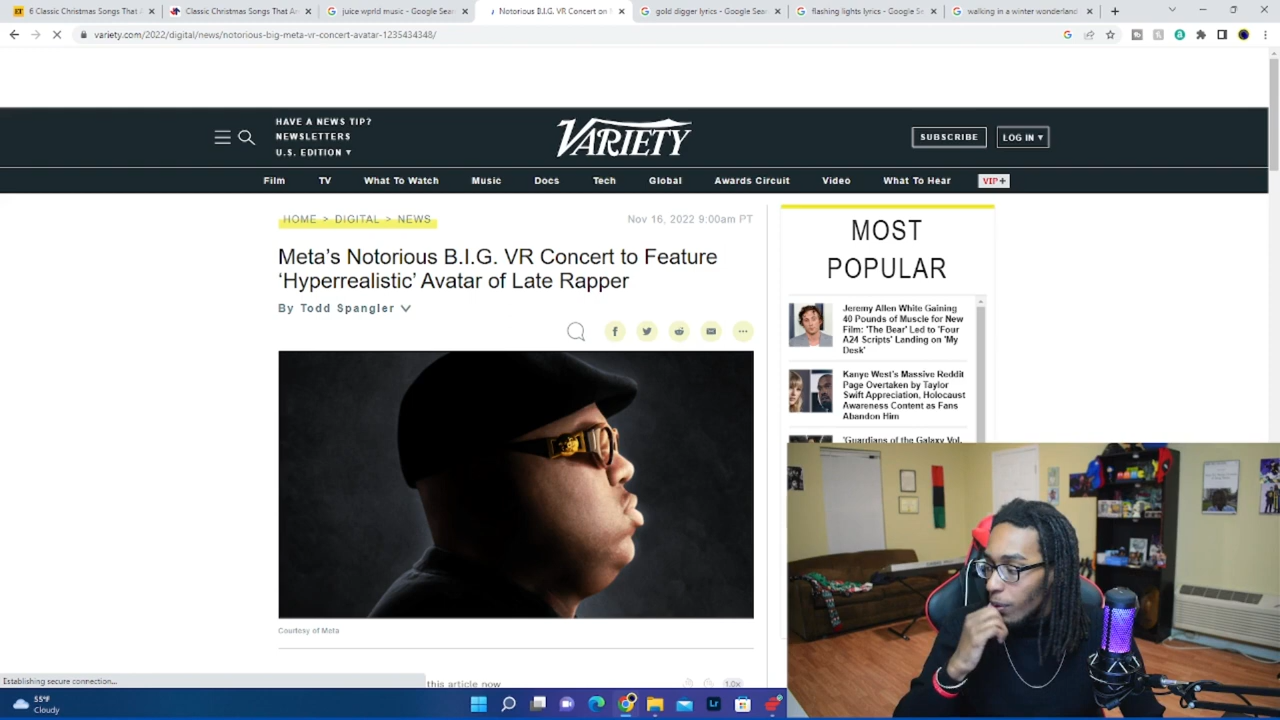 6 Classic Christmas Songs That A
Classic Christmas Songs That Ar
juice wrld music - Google Sear
Notorious B.I.G. VR Concert on
gold digger lyrics - Google Sear
flashing lights lyrics - Google Se
walking in a winter wonderland
variety.com/2022/digital/news/notorious-big-meta-vr-concert-avatar-1235434348/
HAVE A NEWS TIP?
NEWSLETTERS
U.S. EDITION ▾
VARIETY
SUBSCRIBE
LOG IN ▾
Film TV What To Watch Music Docs Tech Global Awards Circuit Video What To Hear VIP+
HOME > DIGITAL > NEWS
Nov 16, 2022 9:00am PT
Meta's Notorious B.I.G. VR Concert to Feature
'Hyperrealistic' Avatar of Late Rapper
By Todd Spangler
Courtesy of Meta
this article now
1.0x
MOST
POPULAR
Jeremy Allen White Gaining
40 Pounds of Muscle for New
Film: 'The Bear' Led to 'Four
A24 Scripts' Landing on 'My
Desk'
Kanye West's Massive Reddit
Page Overtaken by Taylor
Swift Appreciation, Holocaust
Awareness Content as Fans
Abandon Him
'Guardians of the Galaxy Vol.
Establishing secure connection...
55°F
Cloudy